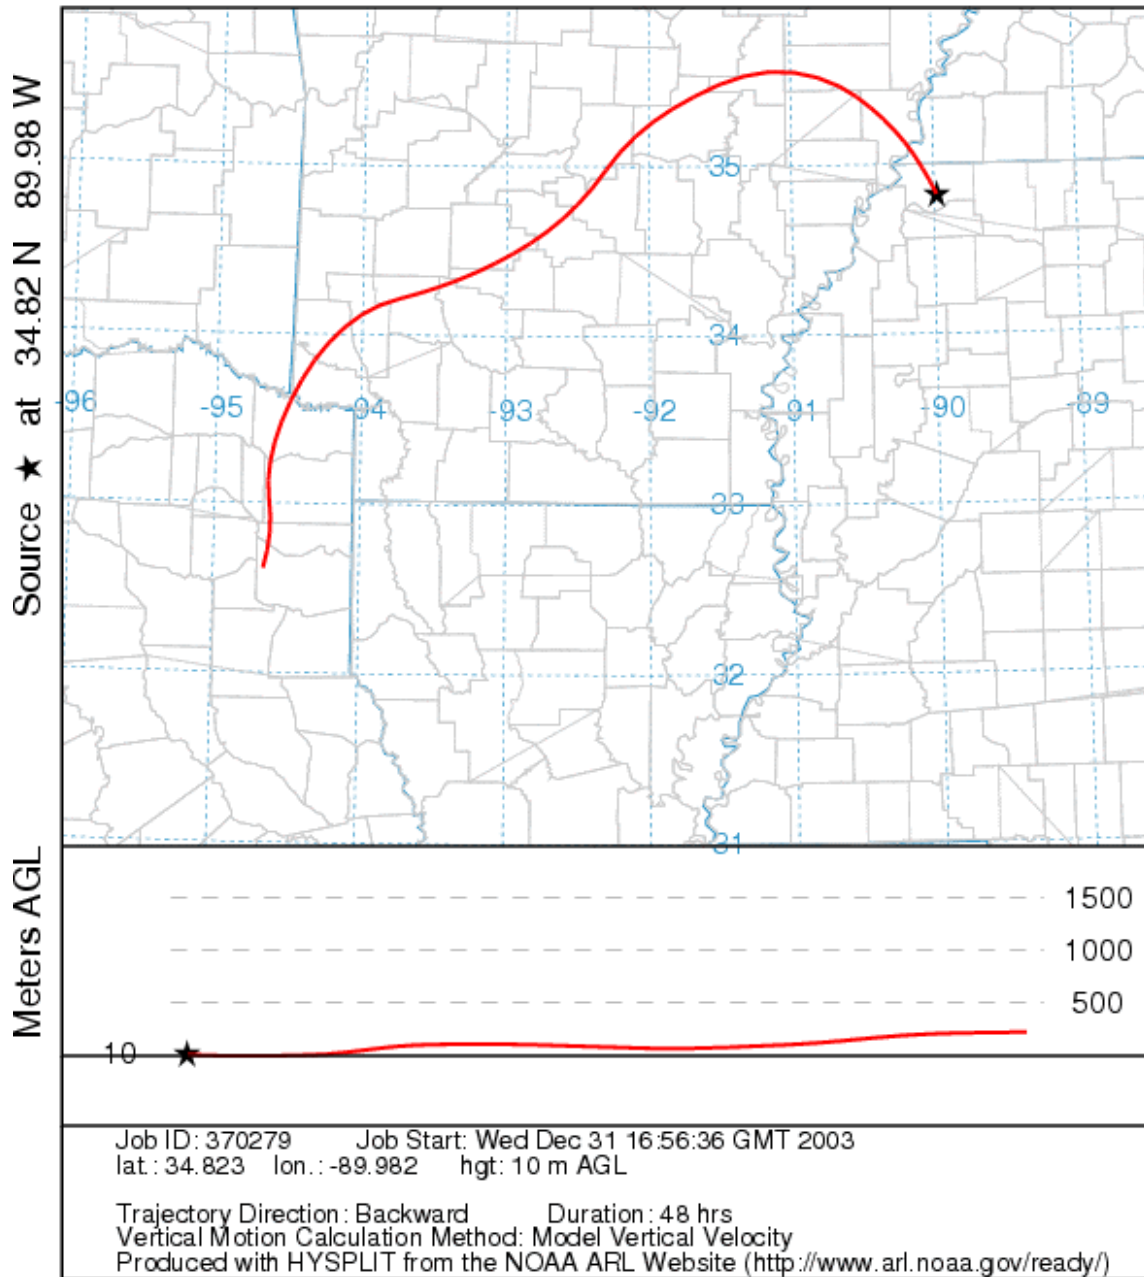 Source ★ at 34.82 N 89.98 W
35
34
-96 -95 -94 -93 -92 -91 -90 -89
33
32
31
Meters AGL
1500
1000
500
10
Job ID: 370279 Job Start: Wed Dec 31 16:56:36 GMT 2003
lat.: 34.823 lon.: -89.982 hgt: 10 m AGL
Trajectory Direction: Backward Duration: 48 hrs
Vertical Motion Calculation Method: Model Vertical Velocity
Produced with HYSPLIT from the NOAA ARL Website (http://www.arl.noaa.gov/ready/)